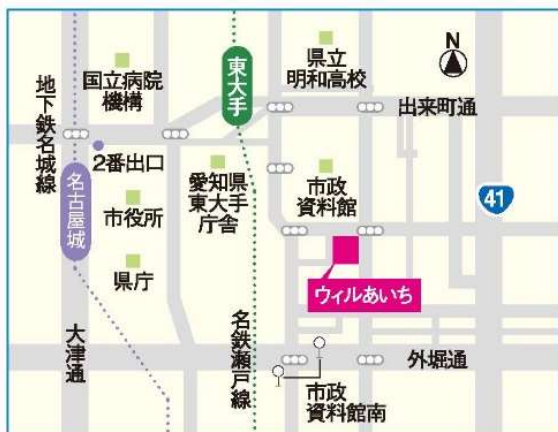 地下鉄名城線
国立病院
機構
東大手
県立
明和高校
N
出来町通
2番出口
名古屋城
市役所
愛知県
東大手
庁舎
市政
資料館
41
県庁
ウィルあいち
大津通
名鉄瀬戸線
外堀通
市政
資料館南